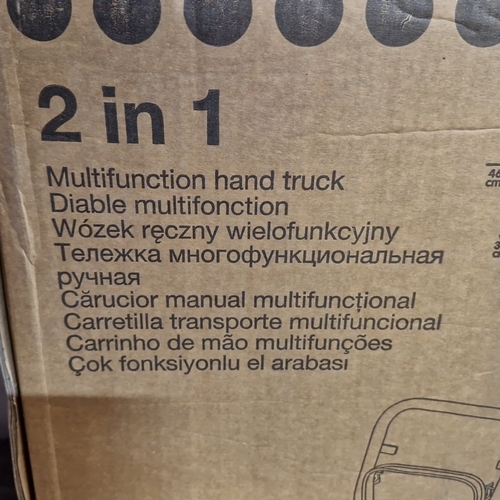 2 in 1
Multifunction hand truck
Diable multifonction
Wózek ręczny wielofunkcyjny
Тележка многофункциональная
ручная
Cărucior manual multifuncțional
Carretilla transporte multifuncional
Carrinho de mão multifunções
Çok fonksiyonlu el arabası